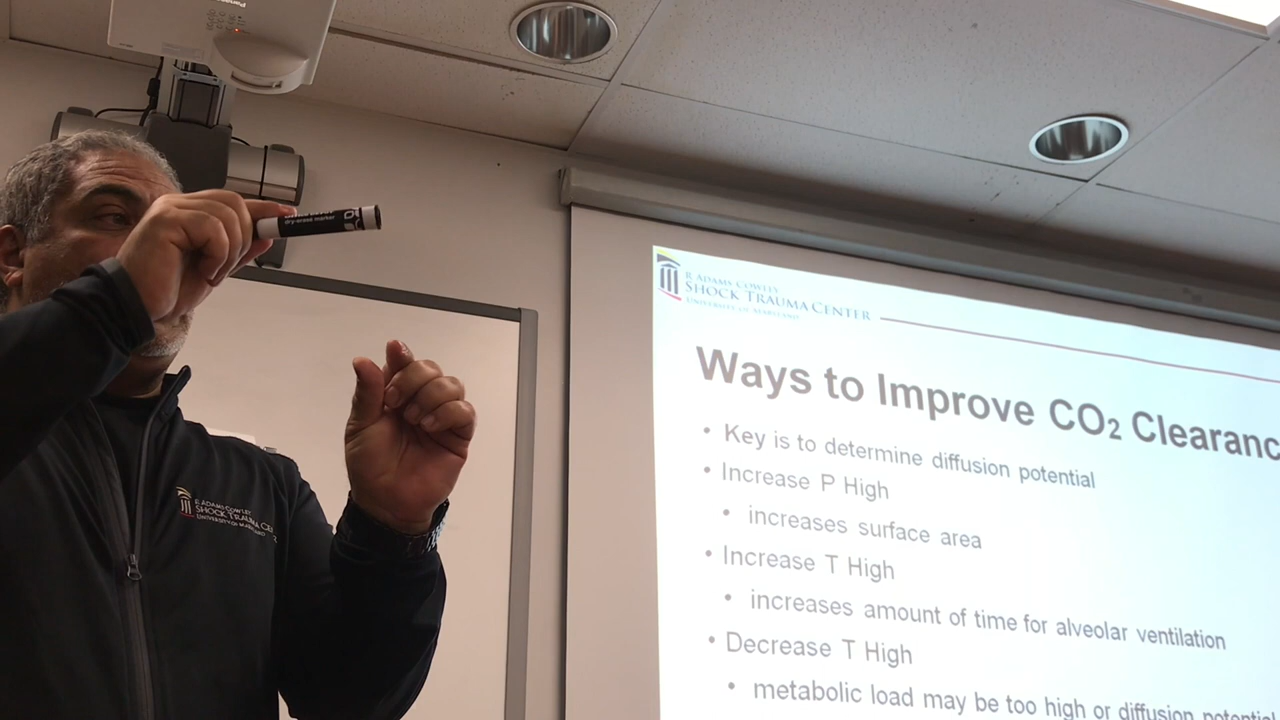 Panasonic
dry-erase marker
R ADAMS COWLEY
SHOCK TRAUMA CENTER
UNIVERSITY OF MARYLAND
Ways to Improve CO₂ Clearanc
• Key is to determine diffusion potential
• Increase P High
• increases surface area
• Increase T High
• increases amount of time for alveolar ventilation
• Decrease T High
• metabolic load may be too high or diffusion potential
R ADAMS COWLEY
SHOCK TRAUMA CE
UNIVERSITY OF MARYLAND